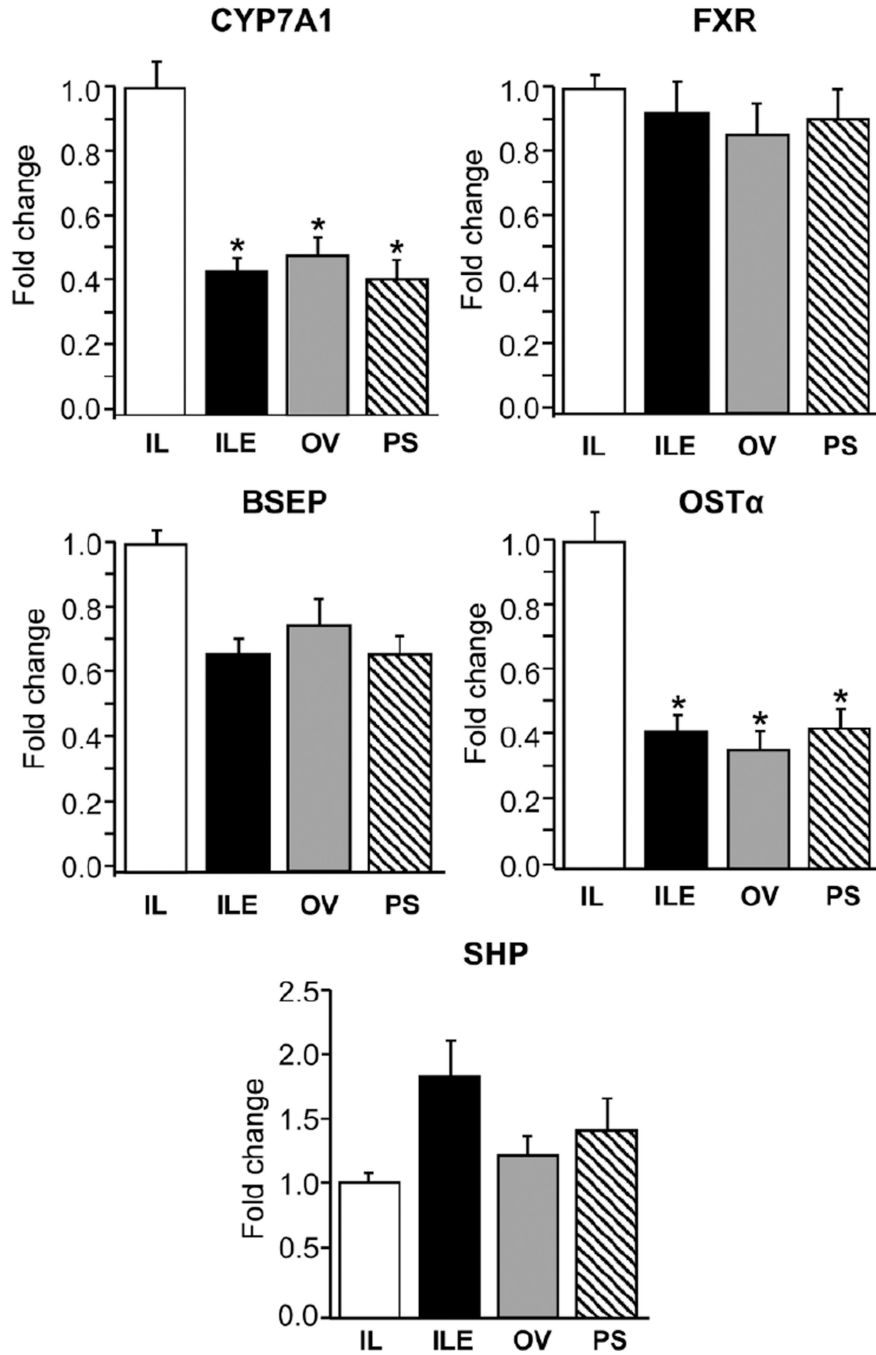 CYP7A1
Fold change
1.0
0.8
0.6
0.4
0.2
0.0
*
*
*
IL ILE OV PS
FXR
Fold change
1.0
0.8
0.6
0.4
0.2
0.0
IL ILE OV PS
BSEP
Fold change
1.0
0.8
0.6
0.4
0.2
0.0
IL ILE OV PS
OSTα
Fold change
1.0
0.8
0.6
0.4
0.2
0.0
*
*
*
IL ILE OV PS
SHP
Fold change
2.5
2.0
1.5
1.0
0.5
0.0
IL ILE OV PS